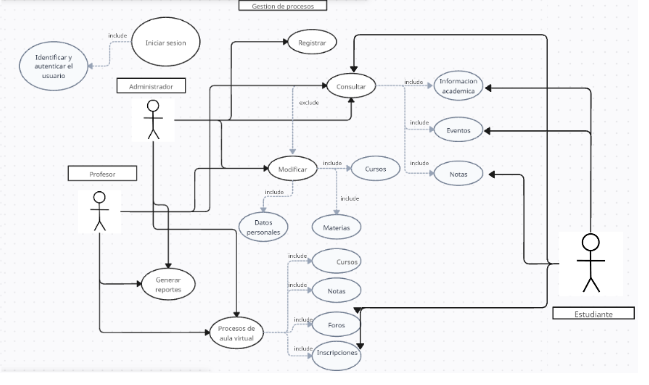 Gestion de procesos
include
Iniciar sesion
Registrar
Identificar y
autenticar el
usuario
Administrador
Consultar
include
Informacion
academica
exclude
include
Eventos
Profesor
Modificar
include
Cursos
include
Notas
include
include
Datos
personales
Materias
include
Cursos
Generar
reportes
include
Notas
Procesos de
aula virtual
include
Foros
include
Inscripciones
Estudiante